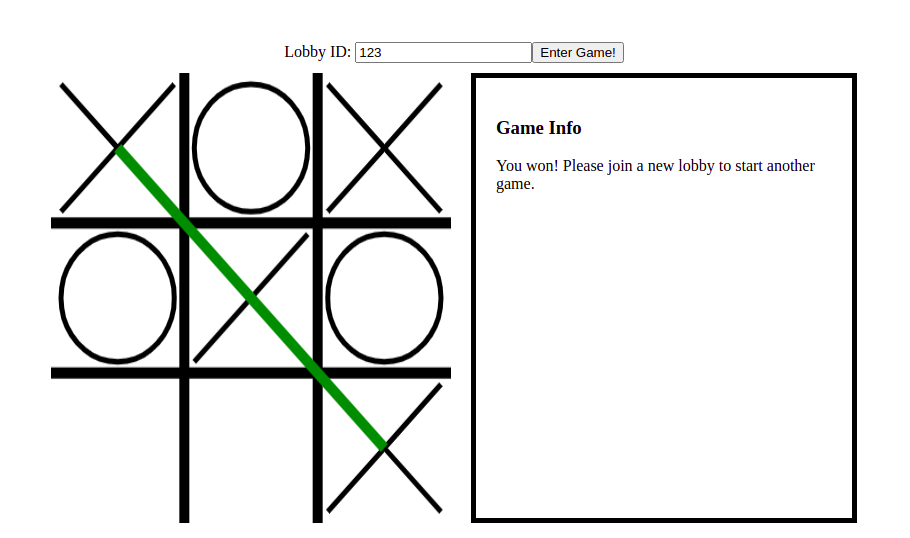 Lobby ID: 123 Enter Game!
Game Info
You won! Please join a new lobby to start another
game.